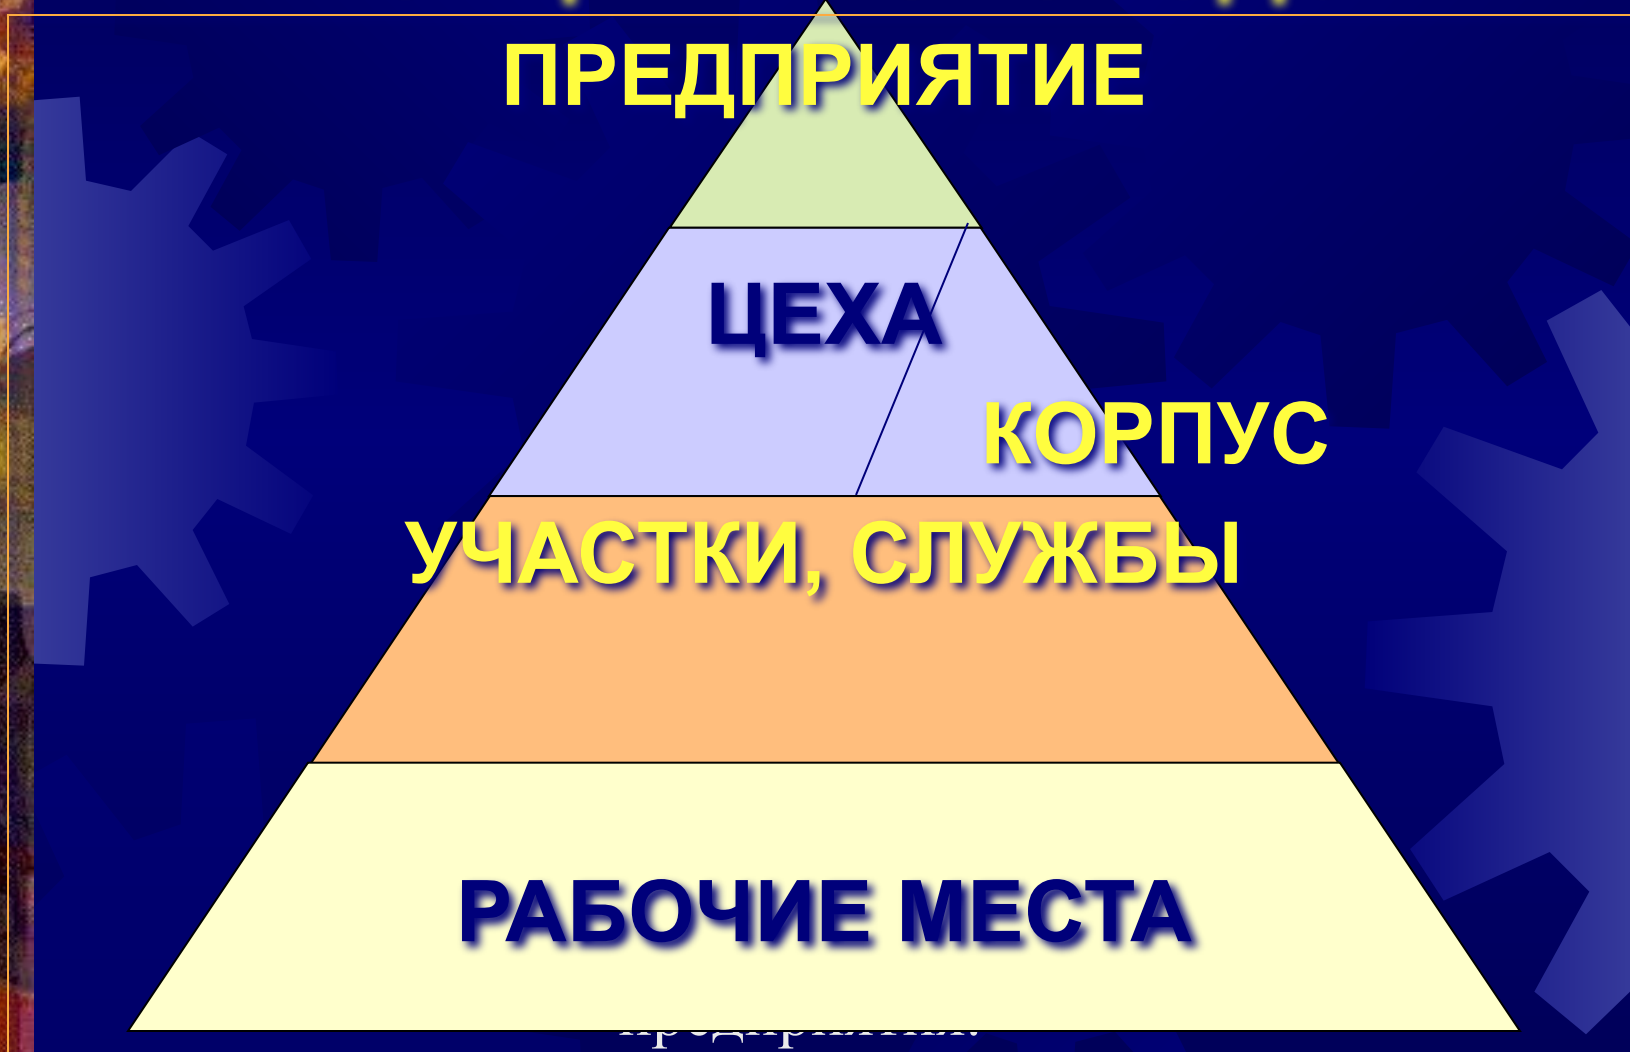 ПРЕДПРИЯТИЕ
ЦЕХА
КОРПУС
УЧАСТКИ, СЛУЖБЫ
РАБОЧИЕ МЕСТА